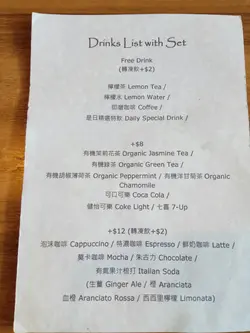 Drinks List with Set
Free Drink
(轉凍飲+$2)
檸檬茶 Lemon Tea /
檸檬水 Lemon Water /
即磨咖啡 Coffee /
是日精選特飲 Daily Special Drink /
+$8
有機茉莉花茶 Organic Jasmine Tea /
有機綠茶 Organic Green Tea /
有機胡椒薄荷茶 Organic Peppermint / 有機洋甘菊茶 Organic
Chamomile
可口可樂 Coca Cola /
健怡可樂 Coke Light / 七喜 7-Up
+$12 (轉凍飲+$2)
泡沫咖啡 Cappuccino / 特濃咖啡 Espresso / 鮮奶咖啡 Latte /
莫卡咖啡 Mocha / 朱古力 Chocolate /
有氣果汁梳打 Italian Soda
(生薑 Ginger Ale / 橙 Aranciata /
血橙 Aranciato Rossa / 西西里檸檬 Limonata)